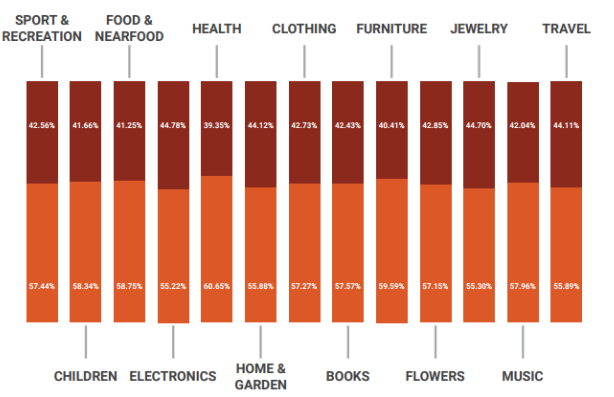 SPORT &
RECREATION
FOOD &
NEARFOOD
HEALTH
CLOTHING
FURNITURE
JEWELRY
TRAVEL
42.56%
41.66%
41.25%
44.78%
39.35%
44.12%
42.73%
42.43%
40.41%
42.85%
44.70%
42.04%
44.11%
57.44%
58.34%
58.75%
55.22%
60.65%
55.88%
57.27%
57.57%
59.59%
57.15%
55.30%
57.96%
55.89%
CHILDREN
ELECTRONICS
HOME &
GARDEN
BOOKS
FLOWERS
MUSIC